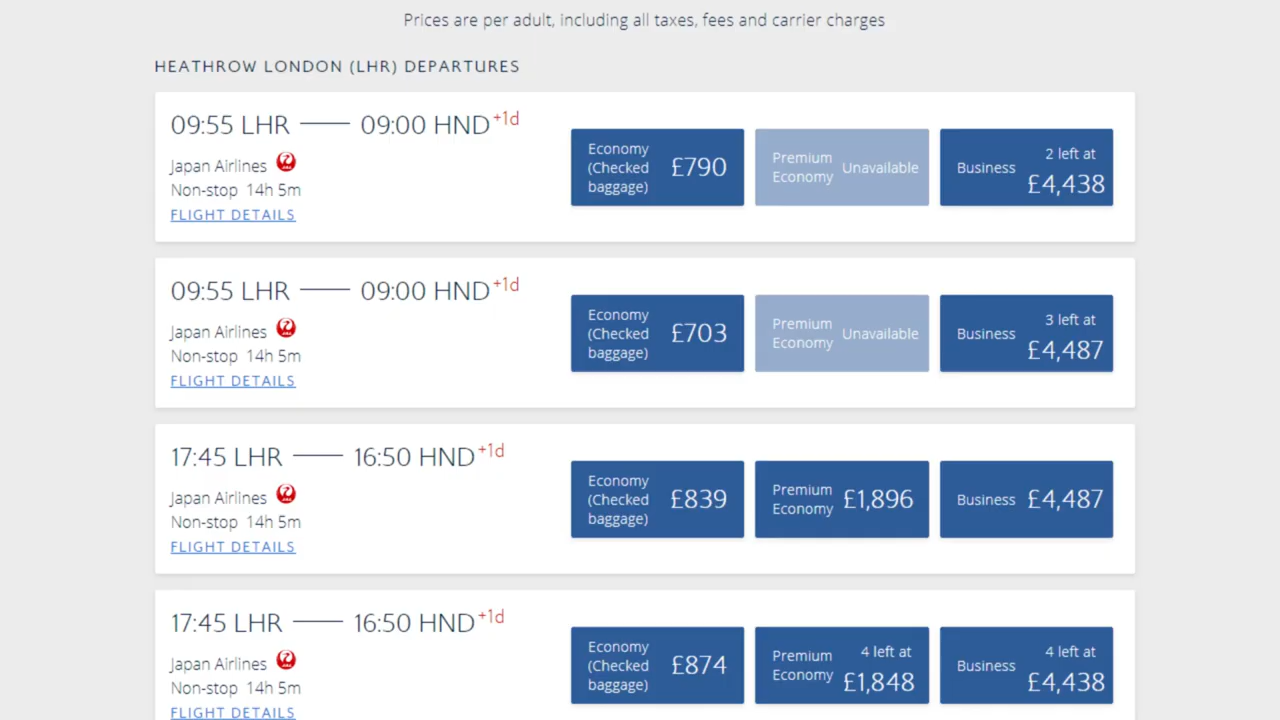 Prices are per adult, including all taxes, fees and carrier charges
HEATHROW LONDON (LHR) DEPARTURES
09:55 LHR 09:00 HND +1d
Japan Airlines
Non-stop 14h 5m
FLIGHT DETAILS
Economy (Checked baggage) £790
Premium Economy Unavailable
Business 2 left at £4,438
09:55 LHR 09:00 HND +1d
Japan Airlines
Non-stop 14h 5m
FLIGHT DETAILS
Economy (Checked baggage) £703
Premium Economy Unavailable
Business 3 left at £4,487
17:45 LHR 16:50 HND +1d
Japan Airlines
Non-stop 14h 5m
FLIGHT DETAILS
Economy (Checked baggage) £839
Premium Economy £1,896
Business £4,487
17:45 LHR 16:50 HND +1d
Japan Airlines
Non-stop 14h 5m
FLIGHT DETAILS
Economy (Checked baggage) £874
Premium Economy 4 left at £1,848
Business 4 left at £4,438